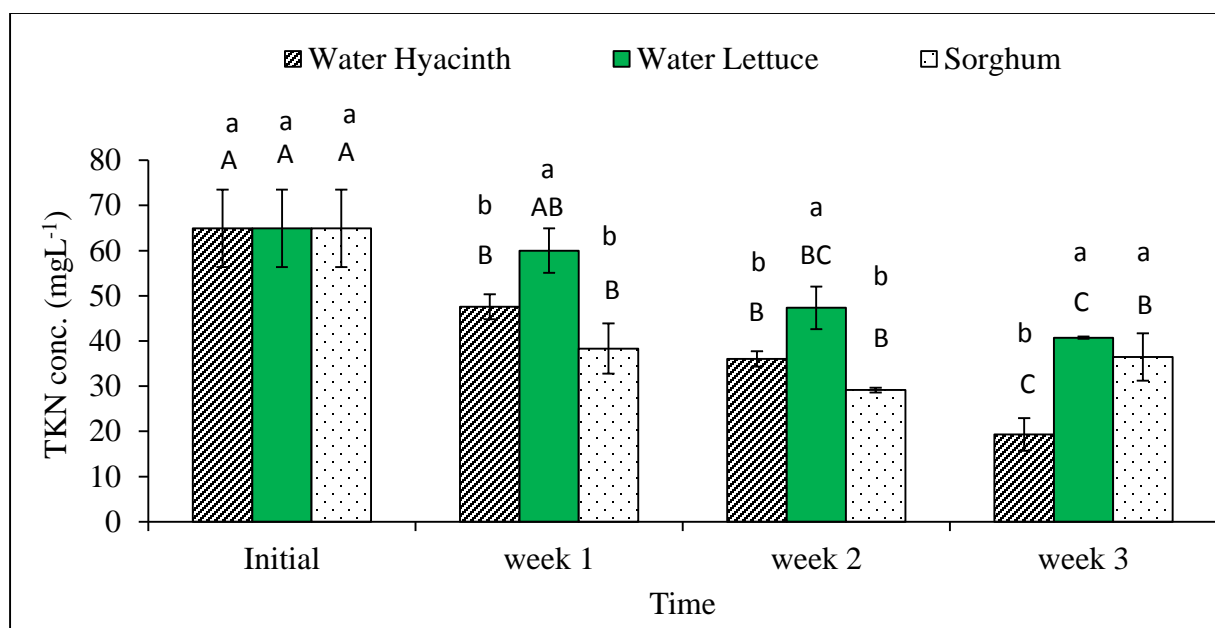 Water Hyacinth Water Lettuce Sorghum
a a a
A A A
80
70
60
50
40
30
20
10
0
TKN conc. (mgL-1)
b a b
B AB B
b a b
B BC B
b a a
C C B
Initial week 1 week 2 week 3
Time